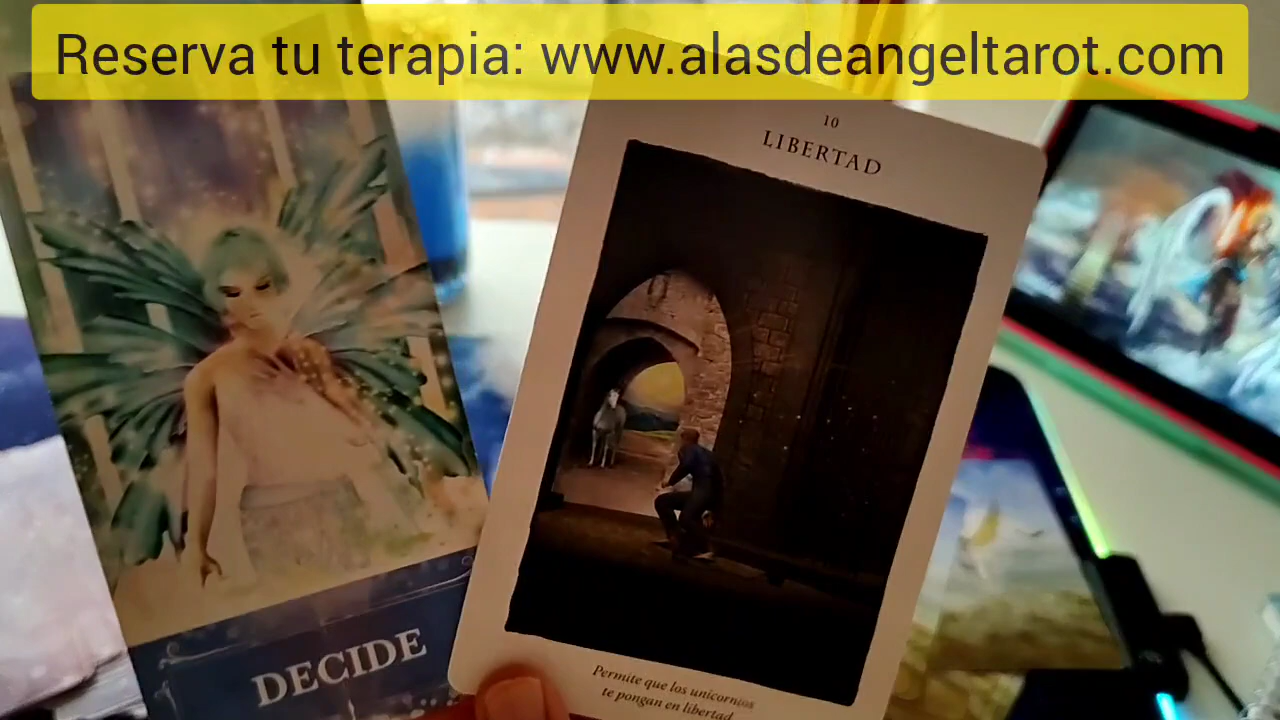 Reserva tu terapia: www.alasdeangeltarot.com
10
LIBERTAD
DECIDE
Permite que los unicornios
te pongan en libertad